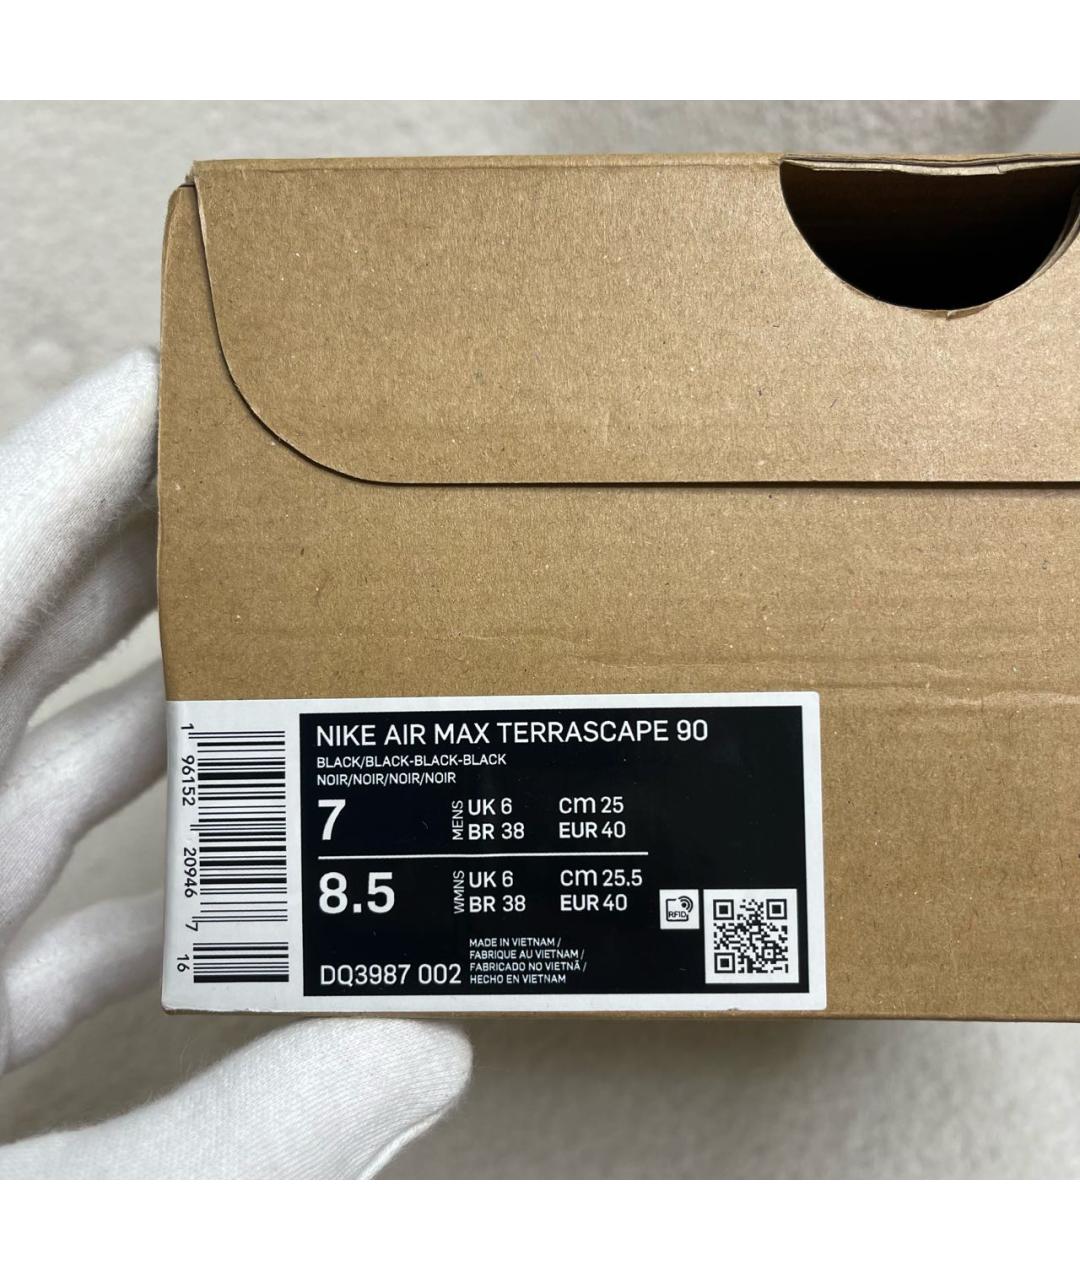 NIKE AIR MAX TERRASCAPE 90
BLACK/BLACK-BLACK-BLACK
NOIR/NOIR/NOIR/NOIR
7 MENS UK 6 cm 25
BR 38 EUR 40
8.5 WMNS UK 6 cm 25.5
BR 38 EUR 40
RFID
MADE IN VIETNAM /
FABRIQUE AU VIETNAM /
FABRICADO NO VIETNÃ /
HECHO EN VIETNAM
DQ3987 002
1 96152 20946 7 16